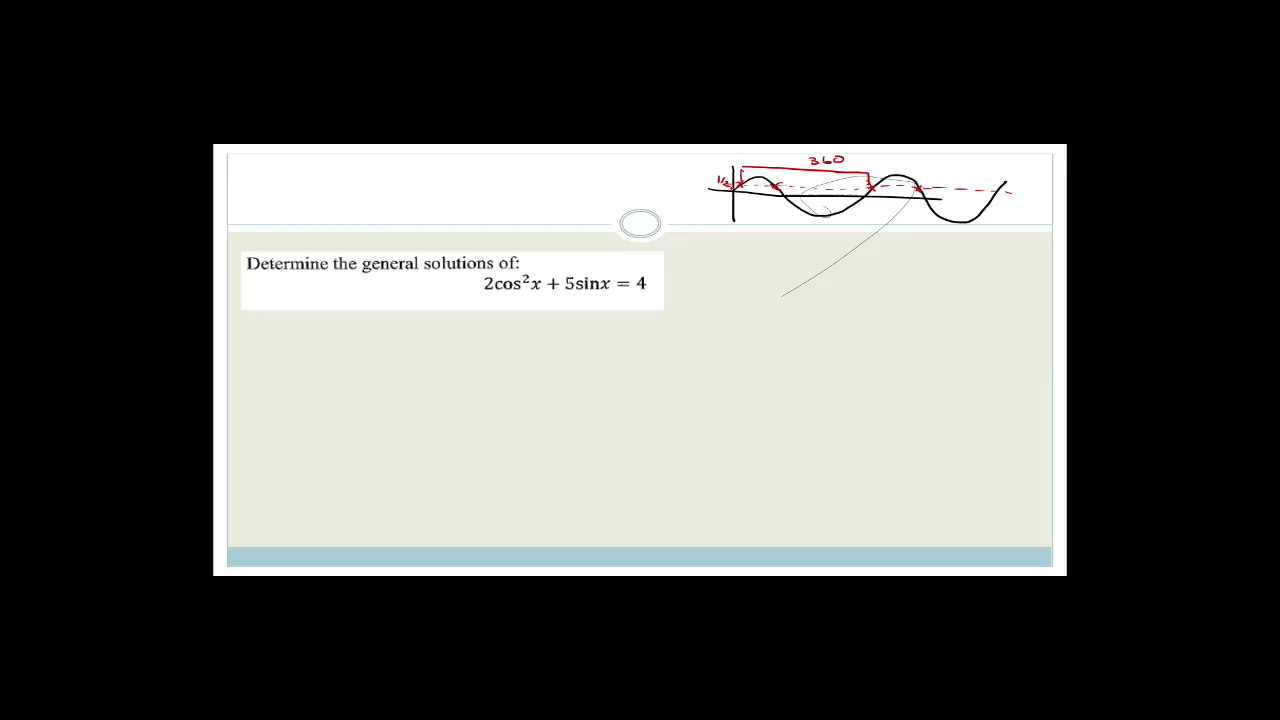 360
1/2
Determine the general solutions of:
2cos²x + 5sinx = 4